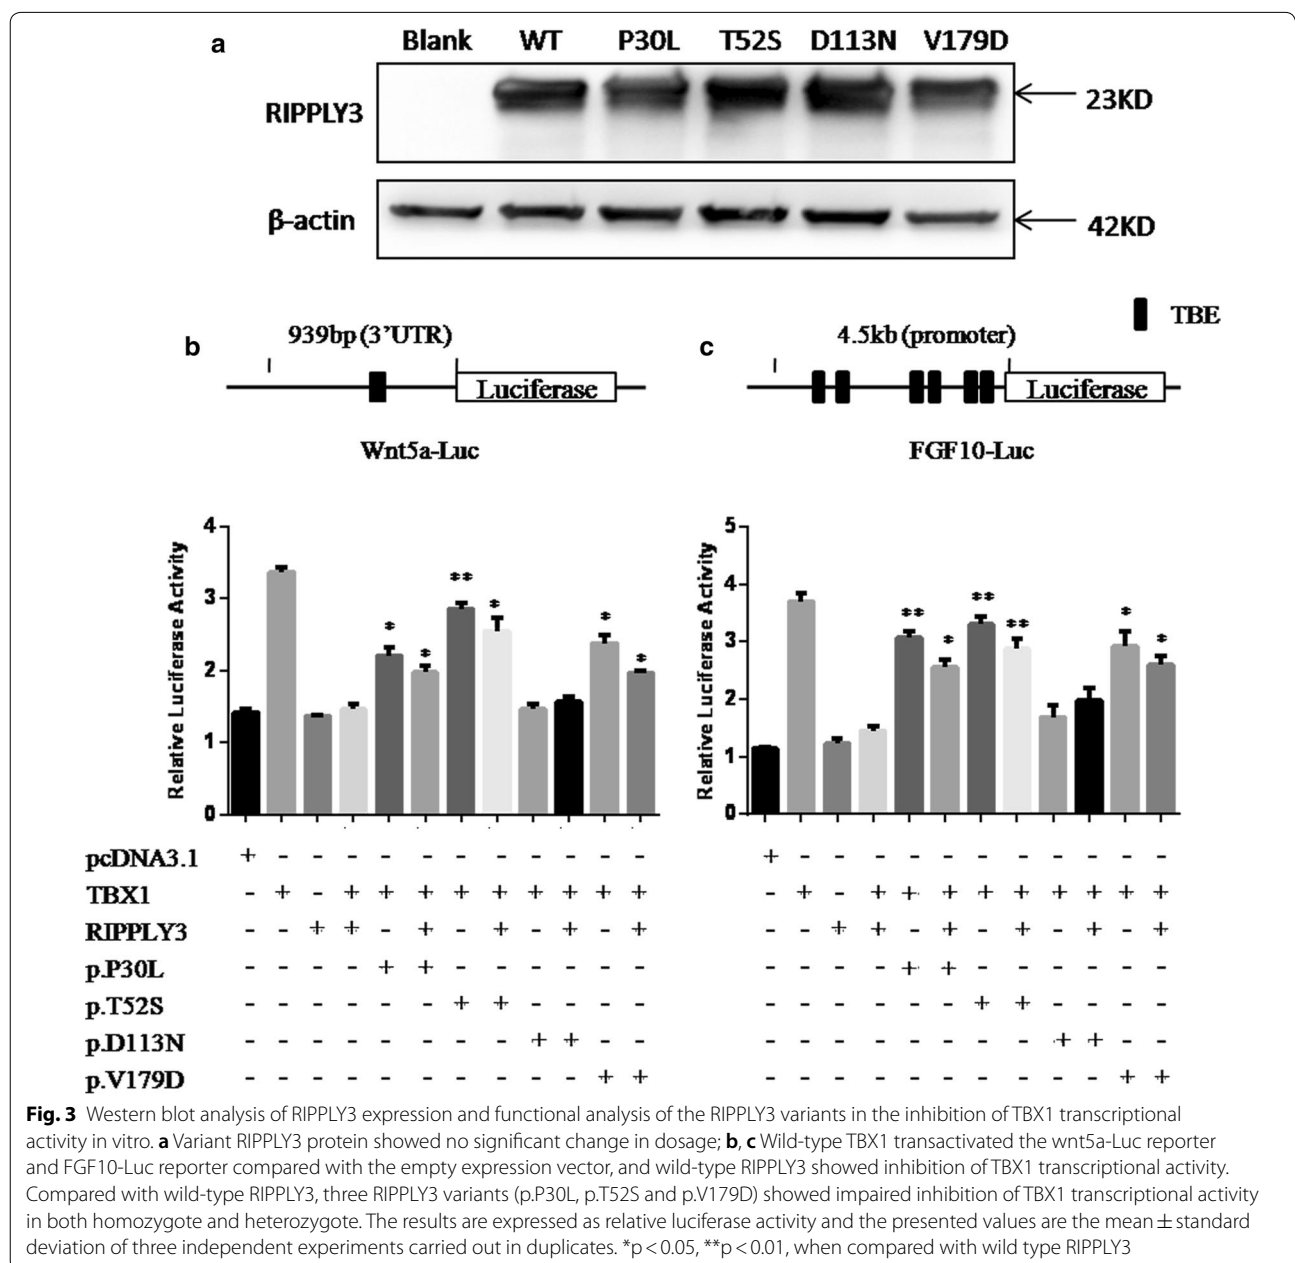 a
Blank WT P30L T52S D113N V179D
RIPPLY3
23KD
β-actin
42KD
b
939bp (3'UTR)
Luciferase
Wnt5a-Luc
c
4.5kb (promoter)
TBE
Luciferase
FGF10-Luc
Relative Luciferase Activity
4
3
2
1
0
* * ** * * *
Relative Luciferase Activity
5
4
3
2
1
0
** * ** ** * *
pcDNA3.1 + - - - - - - - - - - - + - - - - - - - - - - -
TBX1 - + - + + + + + + + + + - + - + + + + + + + + +
RIPPLY3 - - + + - + - + - + - + - - + + - + - + - + - +
p.P30L - - - - + + - - - - - - - - - - + + - - - - - -
p.T52S - - - - - - + + - - - - - - - - - - + + - - - -
p.D113N - - - - - - - - + + - - - - - - - - - - + + - -
p.V179D - - - - - - - - - - + + - - - - - - - - - - + +
Fig. 3 Western blot analysis of RIPPLY3 expression and functional analysis of the RIPPLY3 variants in the inhibition of TBX1 transcriptional
activity in vitro. a Variant RIPPLY3 protein showed no significant change in dosage; b, c Wild-type TBX1 transactivated the wnt5a-Luc reporter
and FGF10-Luc reporter compared with the empty expression vector, and wild-type RIPPLY3 showed inhibition of TBX1 transcriptional activity.
Compared with wild-type RIPPLY3, three RIPPLY3 variants (p.P30L, p.T52S and p.V179D) showed impaired inhibition of TBX1 transcriptional activity
in both homozygote and heterozygote. The results are expressed as relative luciferase activity and the presented values are the mean ± standard
deviation of three independent experiments carried out in duplicates. *p < 0.05, **p < 0.01, when compared with wild type RIPPLY3